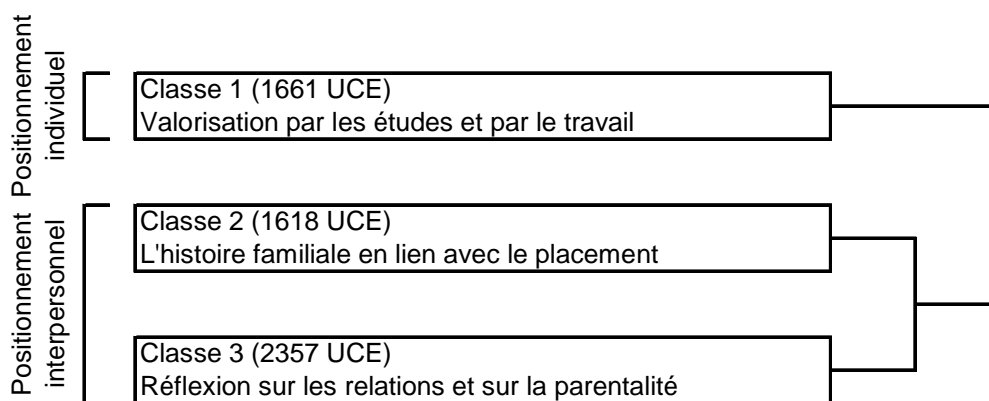 Positionnement
individuel
Classe 1 (1661 UCE)
Valorisation par les études et par le travail
Positionnement
interpersonnel
Classe 2 (1618 UCE)
L'histoire familiale en lien avec le placement
Classe 3 (2357 UCE)
Réflexion sur les relations et sur la parentalité